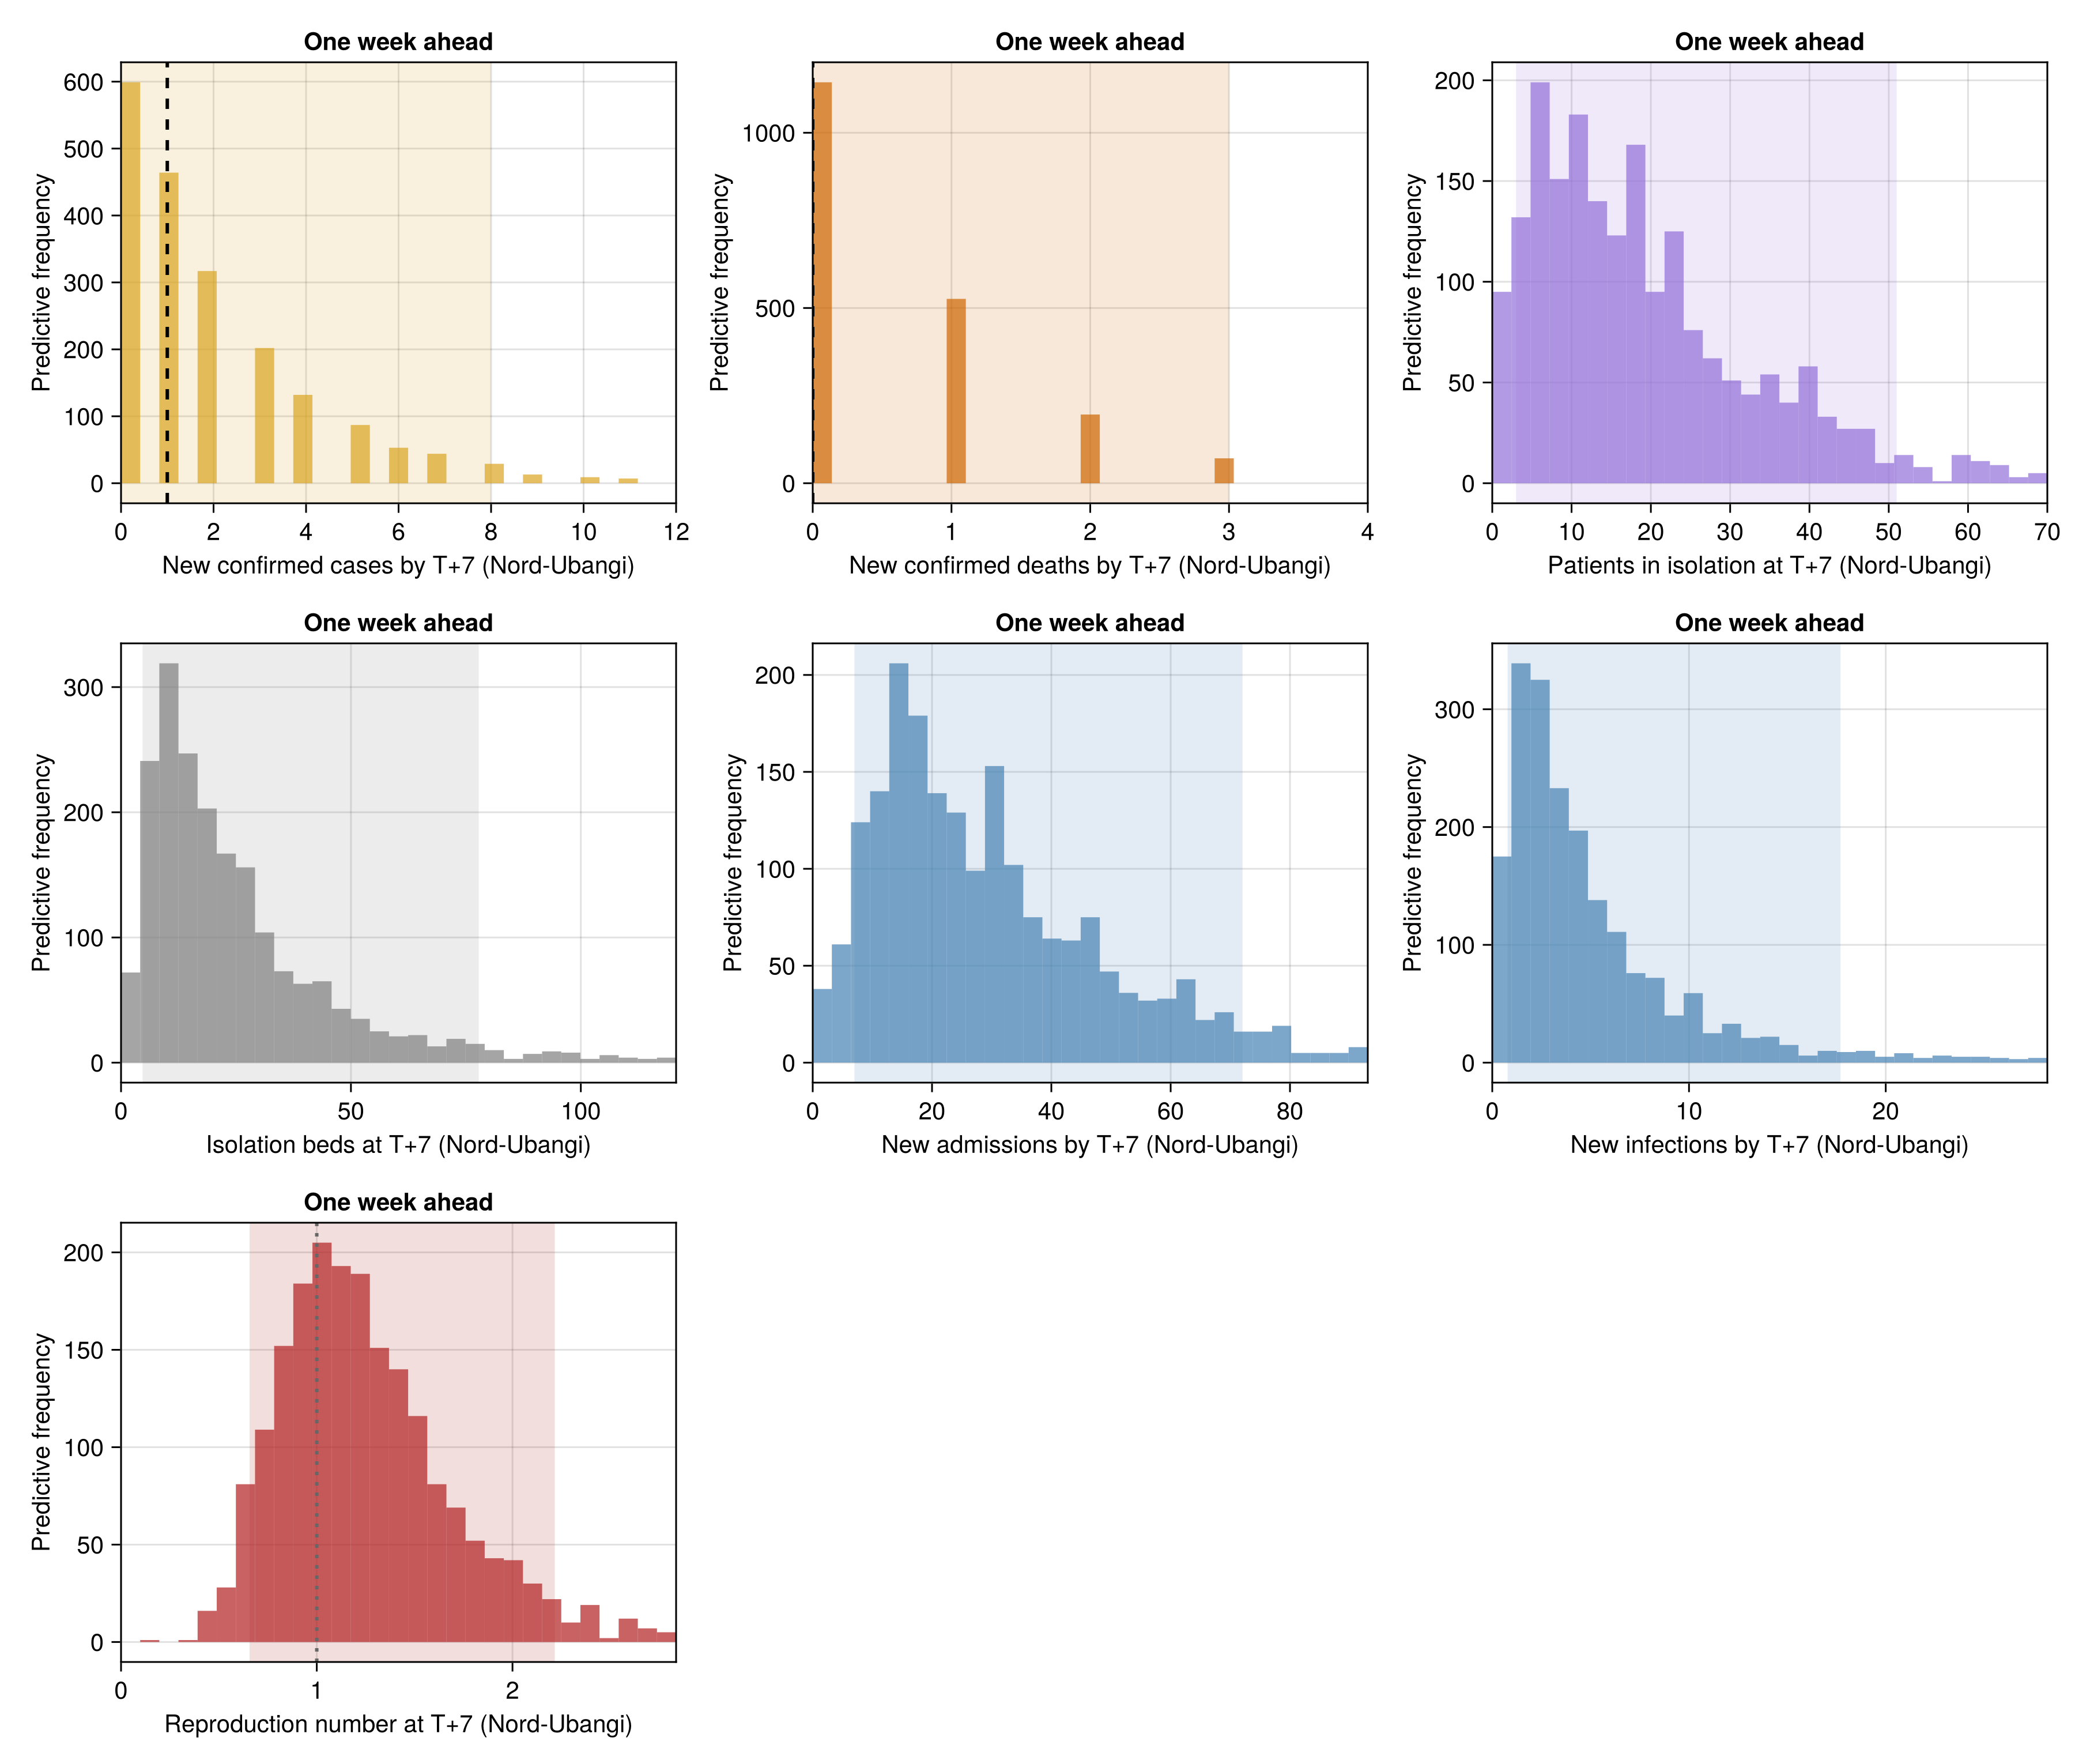 One week ahead
One week ahead
One week ahead
Predictive frequency
600
500
400
300
200
100
0
0 2 4 6 8 10 12
New confirmed cases by T+7 (Nord-Ubangi)
Predictive frequency
1000
500
0
0 1 2 3 4
New confirmed deaths by T+7 (Nord-Ubangi)
Predictive frequency
200
150
100
50
0
0 10 20 30 40 50 60 70
Patients in isolation at T+7 (Nord-Ubangi)
One week ahead
One week ahead
One week ahead
Predictive frequency
300
200
100
0
0 50 100
Isolation beds at T+7 (Nord-Ubangi)
Predictive frequency
200
150
100
50
0
0 20 40 60 80
New admissions by T+7 (Nord-Ubangi)
Predictive frequency
300
200
100
0
0 10 20
New infections by T+7 (Nord-Ubangi)
One week ahead
Predictive frequency
200
150
100
50
0
0 1 2
Reproduction number at T+7 (Nord-Ubangi)